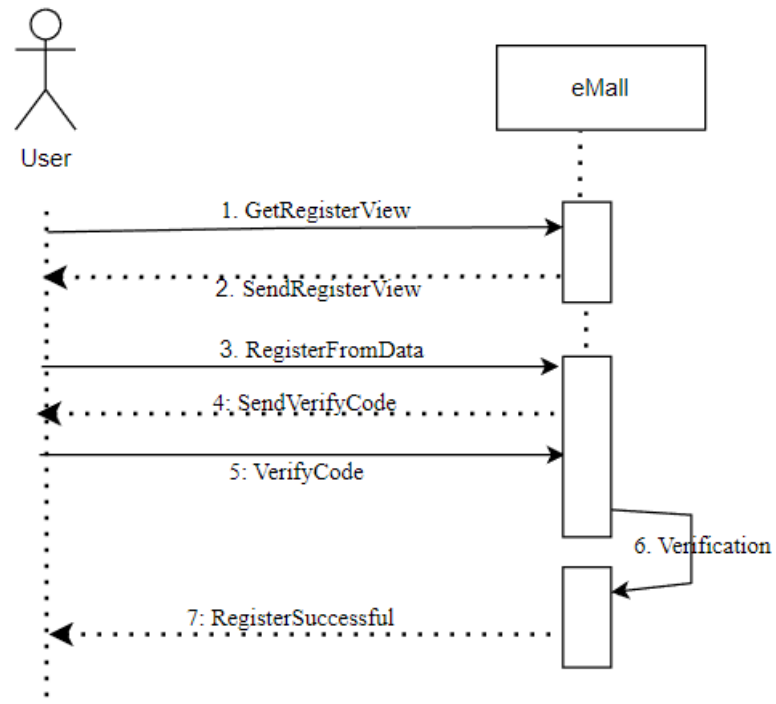 eMall
User
1. GetRegisterView
2. SendRegisterView
3. RegisterFromData
4: SendVerifyCode
5: VerifyCode
6. Verification
7: RegisterSuccessful